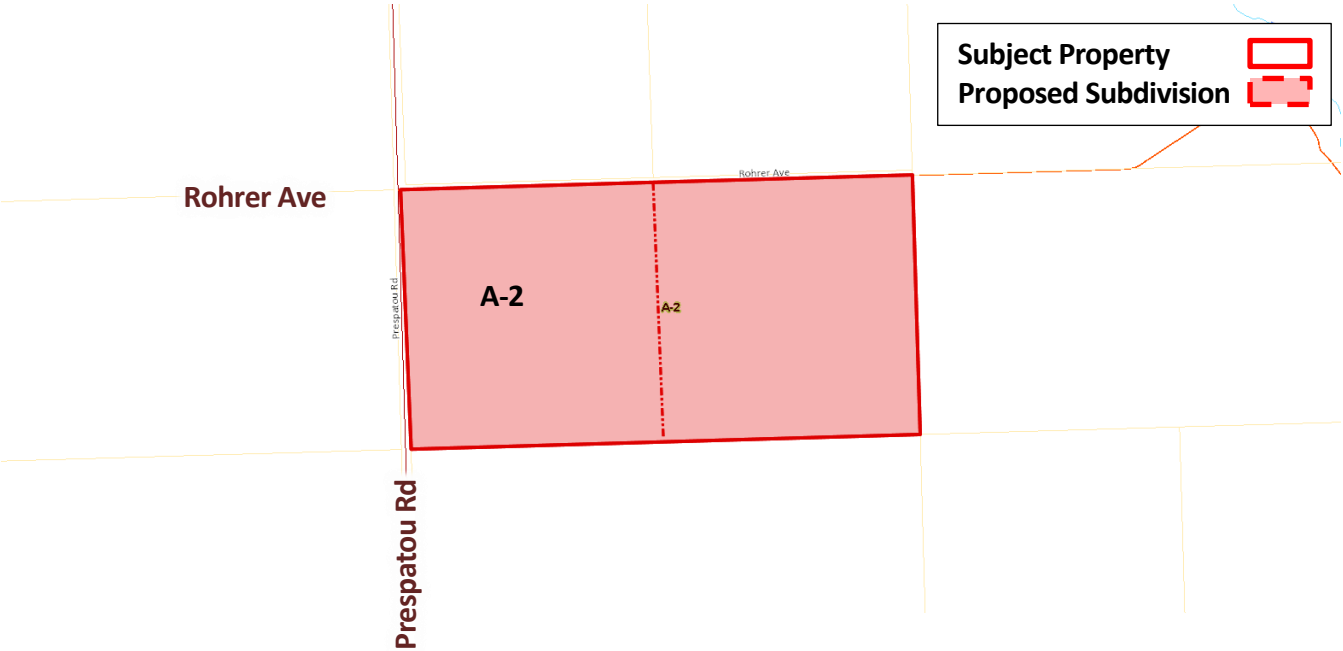 Subject Property
Proposed Subdivision
Rohrer Ave
Rohrer Ave
Prespatou Rd
A-2
A-2
Prespatou Rd